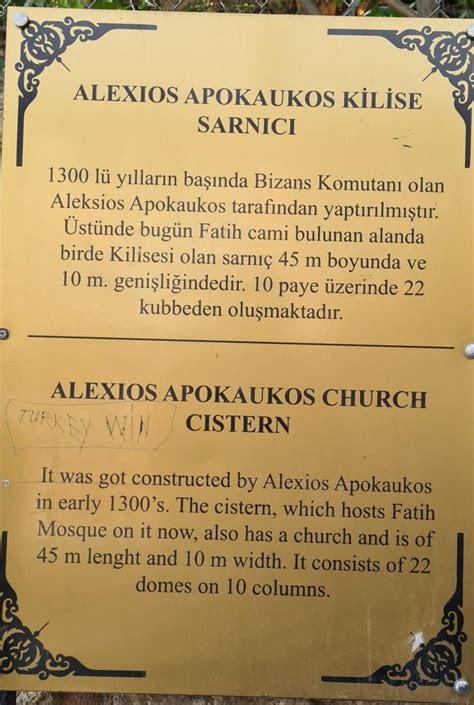 ALEXIOS APOKAUKOS KİLİSE
SARNICI
1300 lü yılların başında Bizans Komutanı olan
Aleksios Apokaukos tarafından yaptırılmıştır.
Üstünde bugün Fatih cami bulunan alanda
birde Kilisesi olan sarnıç 45 m boyunda ve
10 m. genişliğindedir. 10 paye üzerinde 22
kubbeden oluşmaktadır.
ALEXIOS APOKAUKOS CHURCH
CISTERN
TURKEY WIN
It was got constructed by Alexios Apokaukos
in early 1300's. The cistern, which hosts Fatih
Mosque on it now, also has a church and is of
45 m lenght and 10 m width. It consists of 22
domes on 10 columns.